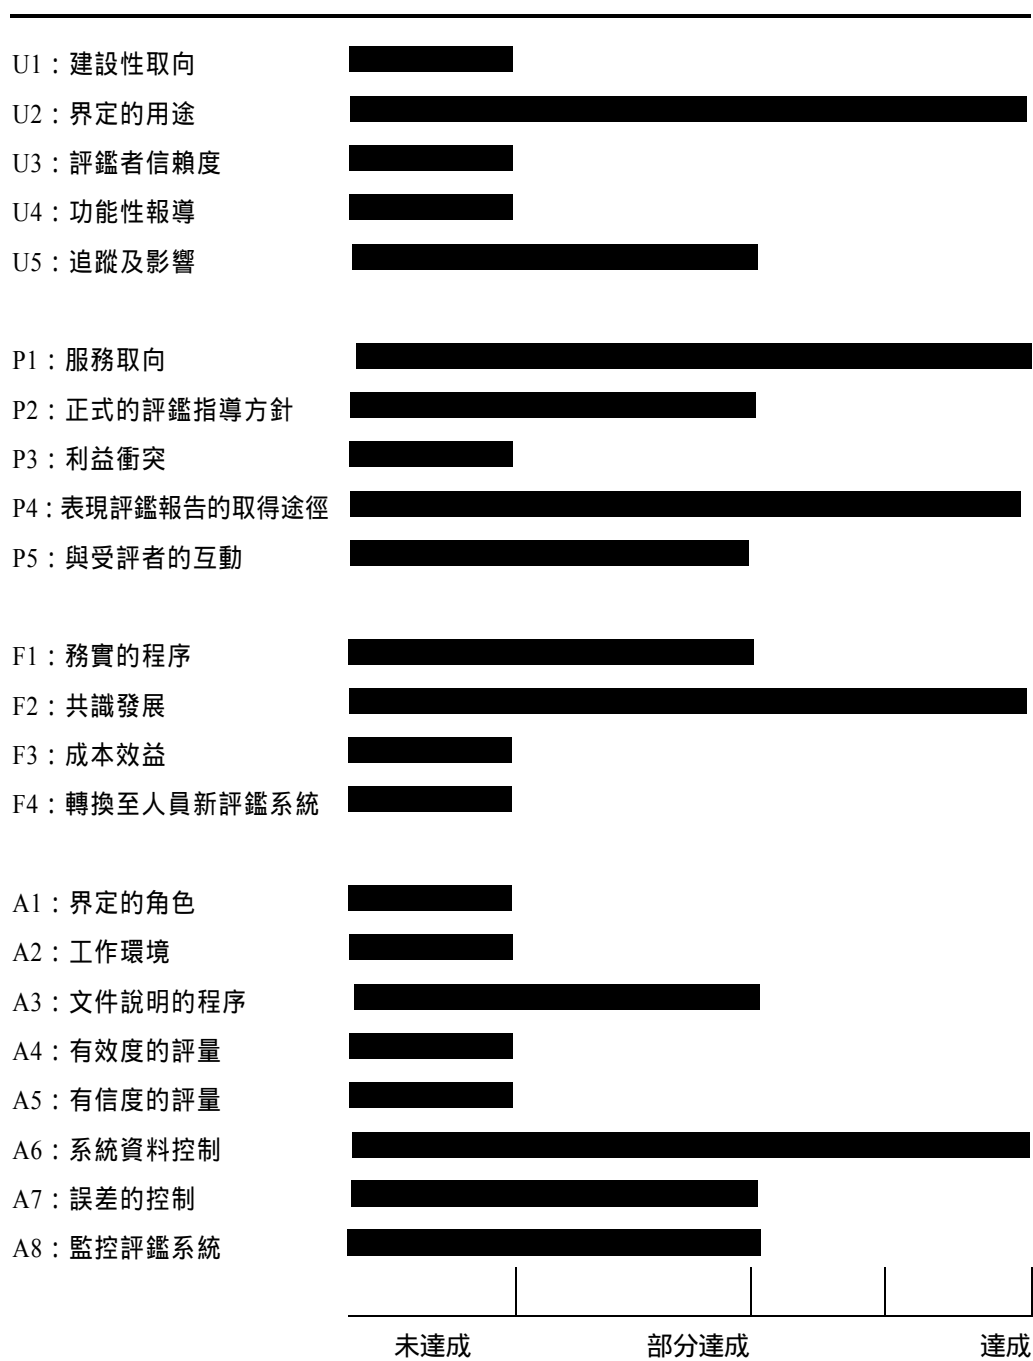 U1：建設性取向
U2：界定的用途
U3：評鑑者信賴度
U4：功能性報導
U5：追蹤及影響
P1：服務取向
P2：正式的評鑑指導方針
P3：利益衝突
P4：表現評鑑報告的取得途徑
P5：與受評者的互動
F1：務實的程序
F2：共識發展
F3：成本效益
F4：轉換至人員新評鑑系統
A1：界定的角色
A2：工作環境
A3：文件說明的程序
A4：有效度的評量
A5：有信度的評量
A6：系統資料控制
A7：誤差的控制
A8：監控評鑑系統
未達成 部分達成 達成